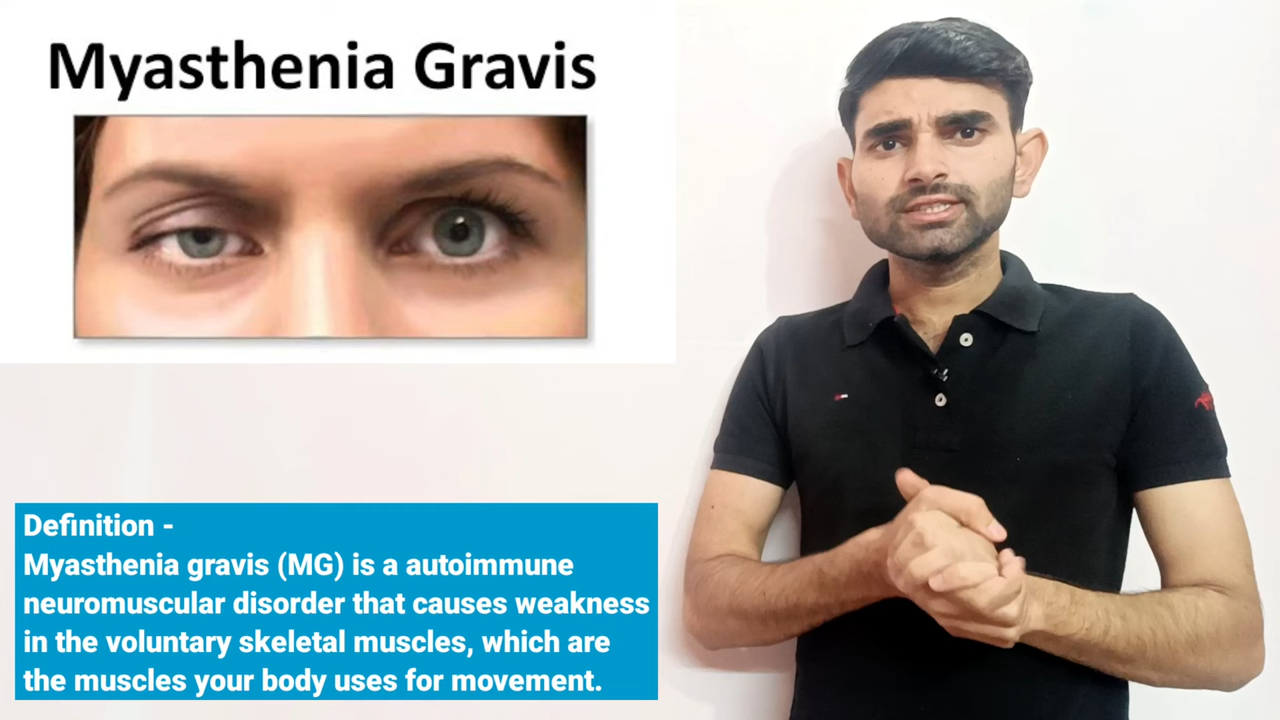 Myasthenia Gravis
Definition -
Myasthenia gravis (MG) is a autoimmune
neuromuscular disorder that causes weakness
in the voluntary skeletal muscles, which are
the muscles your body uses for movement.